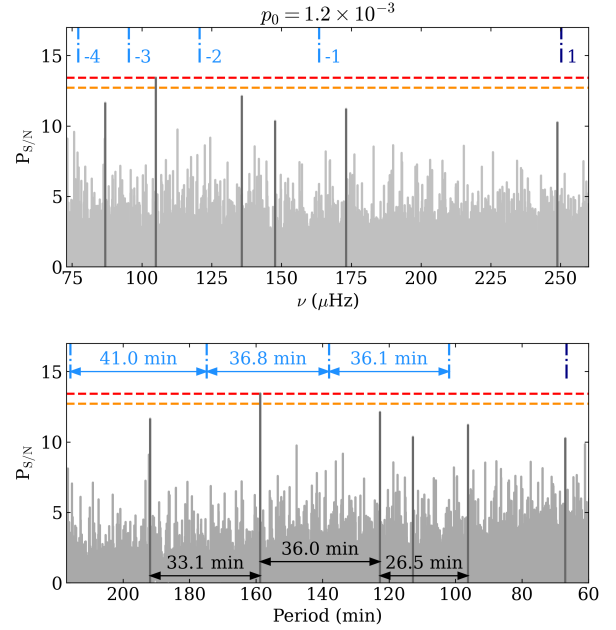 p₀ = 1.2 × 10⁻³
-4 -3 -2 -1 1
15
10
5
0
P_S/N
75 100 125 150 175 200 225 250
ν (μHz)
41.0 min 36.8 min 36.1 min
15
10
5
0
P_S/N
36.0 min
33.1 min 26.5 min
200 180 160 140 120 100 80 60
Period (min)